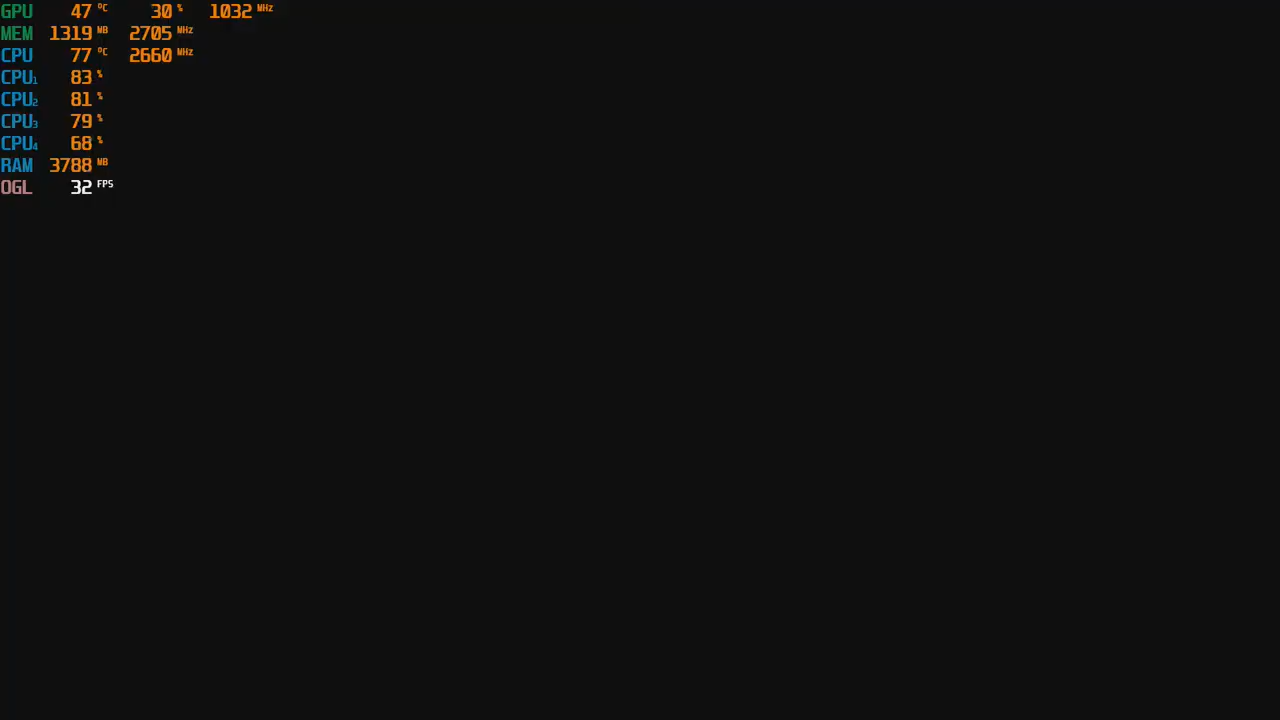 GPU 47 °C 30 % 1032 MHz
MEM 1319 MB 2705 MHz
CPU 77 °C 2660 MHz
CPU1 83 %
CPU2 81 %
CPU3 79 %
CPU4 68 %
RAM 3788 MB
OGL 32 FPS